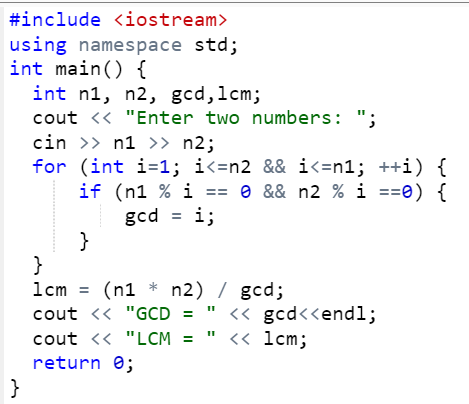 #include <iostream>
using namespace std;
int main() {
  int n1, n2, gcd,lcm;
  cout << "Enter two numbers: ";
  cin >> n1 >> n2;
  for (int i=1; i<=n2 && i<=n1; ++i) {
      if (n1 % i == 0 && n2 % i ==0) {
          gcd = i;
      }
  }
  lcm = (n1 * n2) / gcd;
  cout << "GCD = " << gcd<<endl;
  cout << "LCM = " << lcm;
  return 0;
}